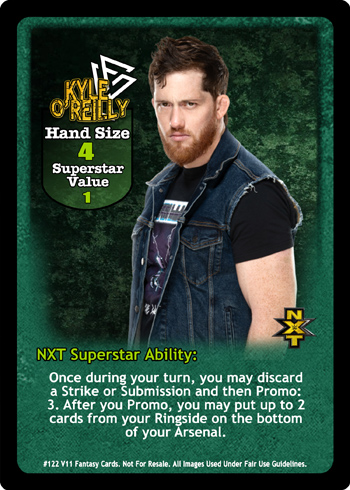 KYLE
O'REILLY
Hand Size
4
Superstar
Value
1
NXT
NXT Superstar Ability:
Once during your turn, you may discard
a Strike or Submission and then Promo:
3. After you Promo, you may put up to 2
cards from your Ringside on the bottom
of your Arsenal.
#122 V11 Fantasy Cards. Not For Resale. All Images Used Under Fair Use Guidelines.